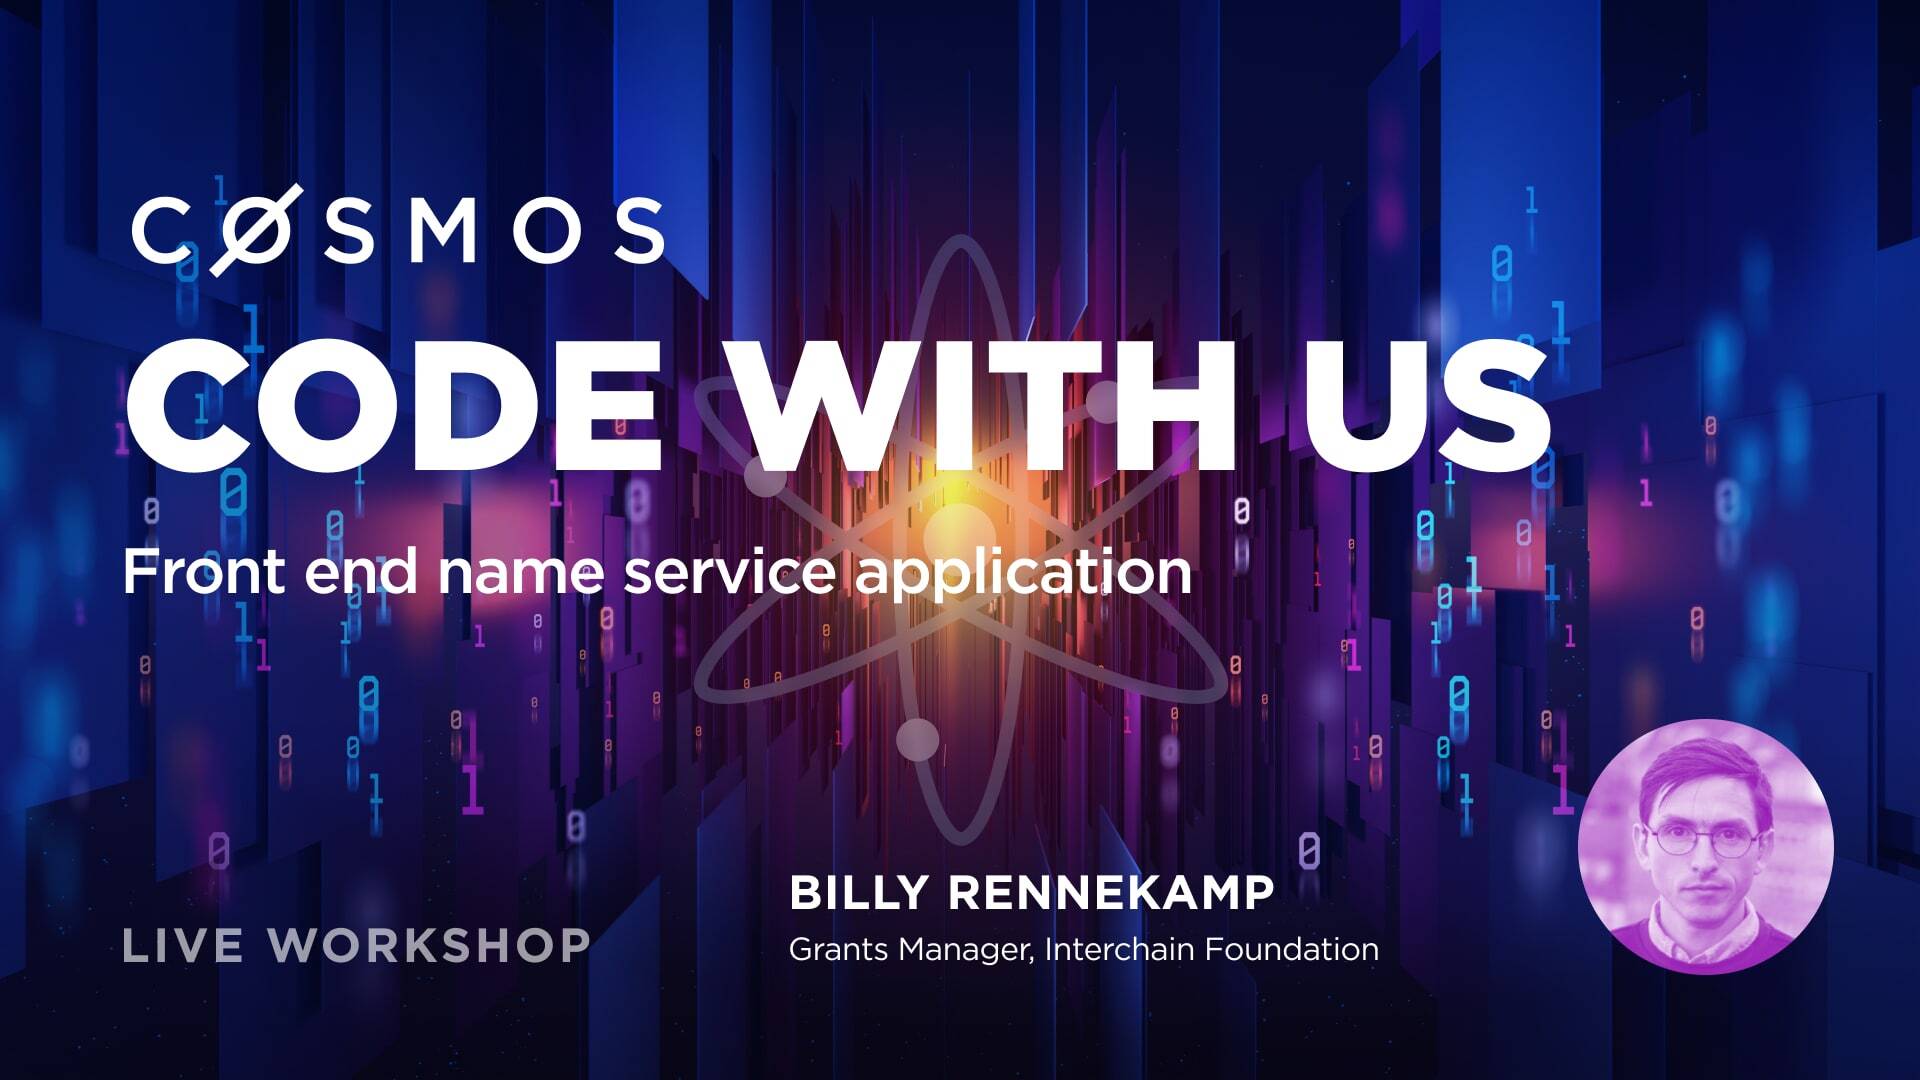 CØSMOS
CODE WITH US
Front end name service application
LIVE WORKSHOP
BILLY RENNEKAMP
Grants Manager, Interchain Foundation